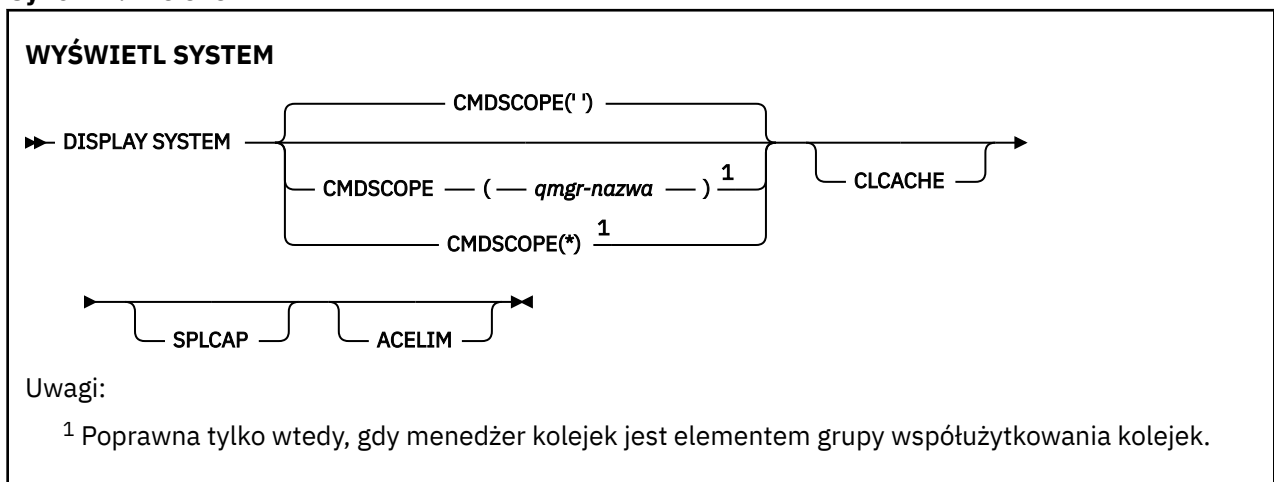 WYŚWIETL SYSTEM
CMDSCOPE(' ')
DISPLAY SYSTEM
CMDSCOPE ( qmgr-nazwa ) 1
CLCACHE
CMDSCOPE(*) 1
SPLCAP
ACELIM
Uwagi:
1 Poprawna tylko wtedy, gdy menedżer kolejek jest elementem grupy współużytkowania kolejek.